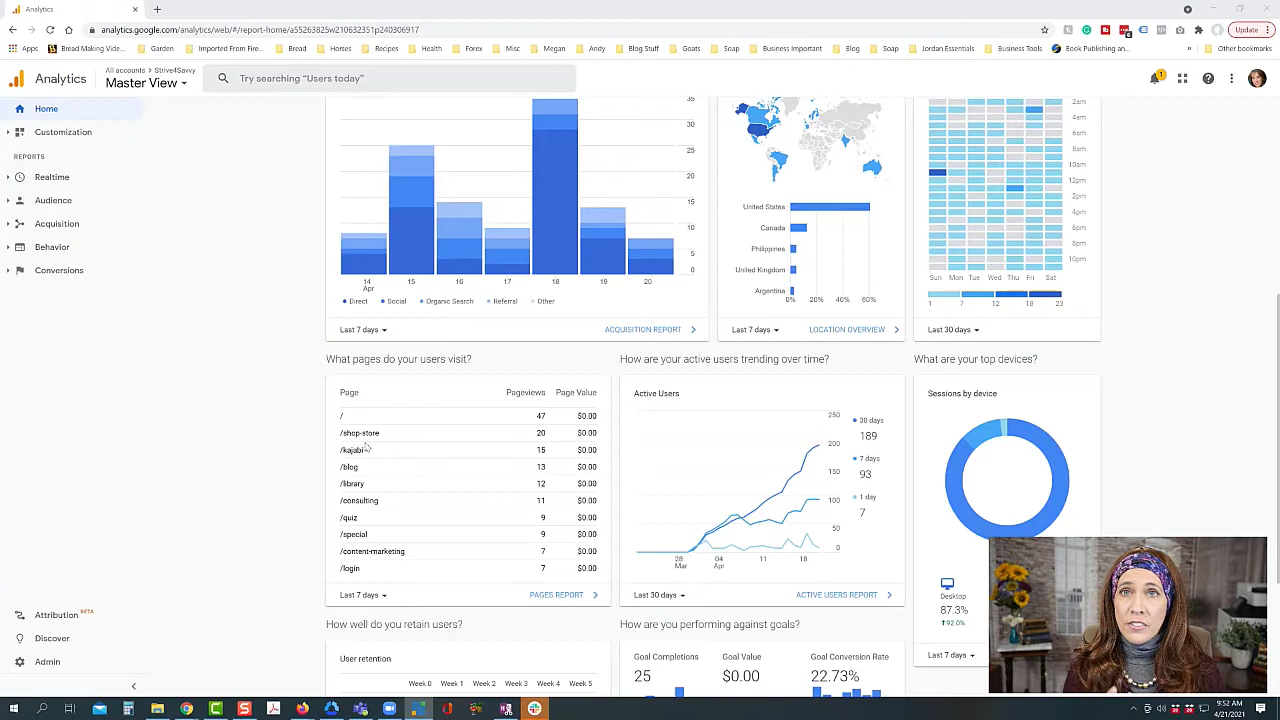 Analytics
analytics.google.com/analytics/web/#/report-home/a55263825w210632351p240306617
Update
Apps
Bread Making Vide...
Garden
Imported From Fire...
Bread
Horses
Recipes
Health
Forex
Misc
Megan
Andy
Blog Stuff
Goats
Soap
Business Important
Blog
Soap
Jordan Essentials
Business Tools
Book Publishing an...
»
Other bookmarks
Analytics
All accounts > Strive4Savvy
Master View
Try searching “Users today”
1
Home
Customization
REPORTS
Realtime
Audience
Acquisition
Behavior
Conversions
Attribution BETA
Discover
Admin
35
30
25
20
15
10
5
0
14 Apr
15
16
17
18
19
20
Direct
Social
Organic Search
Referral
Other
Last 7 days
ACQUISITION REPORT
United States
Canada
Philippines
United Kingdom
Argentina
0%
20%
40%
60%
Last 7 days
LOCATION OVERVIEW
2am
4am
6am
8am
10am
12pm
2pm
4pm
6pm
8pm
10pm
Sun Mon Tue Wed Thu Fri Sat
1
7
12
18
23
Last 30 days
What pages do your users visit?
Page Pageviews Page Value
/ 47 $0.00
/shop-store 20 $0.00
/kajabi 15 $0.00
/blog 13 $0.00
/library 12 $0.00
/consulting 11 $0.00
/quiz 9 $0.00
/special 9 $0.00
/content-marketing 7 $0.00
/login 7 $0.00
Last 7 days
PAGES REPORT
How are your active users trending over time?
Active Users
250
200
150
100
50
0
28 Mar
04 Apr
11
18
30 days
189
7 days
93
1 day
7
Last 30 days
ACTIVE USERS REPORT
What are your top devices?
Sessions by device
Desktop
87.3%
↑92.0%
Last 7 days
How well do you retain users?
User retention
Week 0 Week 1 Week 2 Week 3 Week 4 Week 5
How are you performing against goals?
Goal Completions
25
Goal Value
$0.00
Goal Conversion Rate
22.73%
9:52 AM
4/21/2021